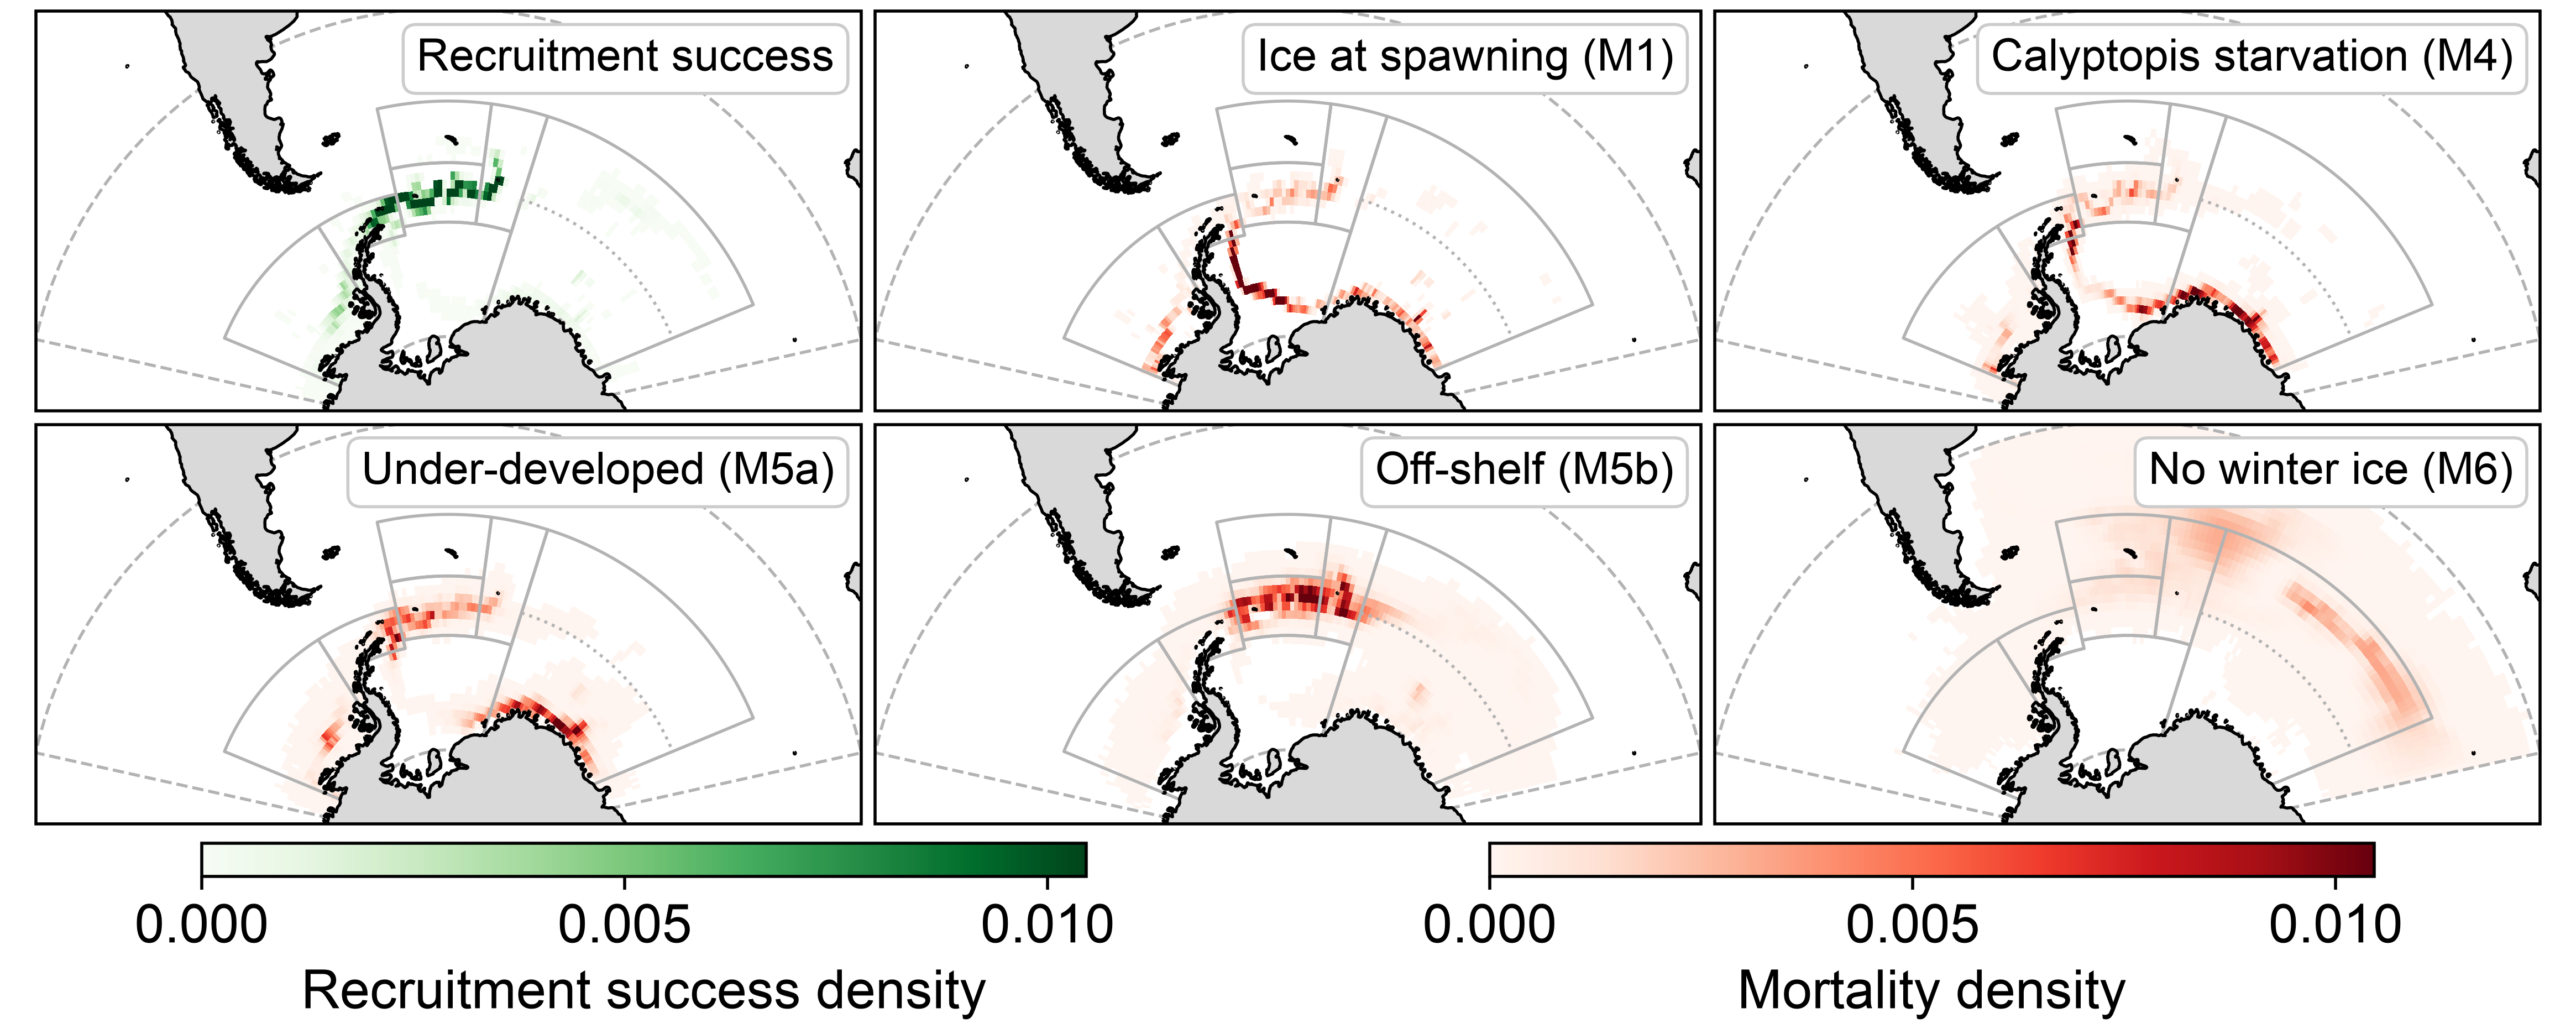 Recruitment success
Ice at spawning (M1)
Calyptopis starvation (M4)
Under-developed (M5a)
Off-shelf (M5b)
No winter ice (M6)
0.000 0.005 0.010
Recruitment success density
0.000 0.005 0.010
Mortality density